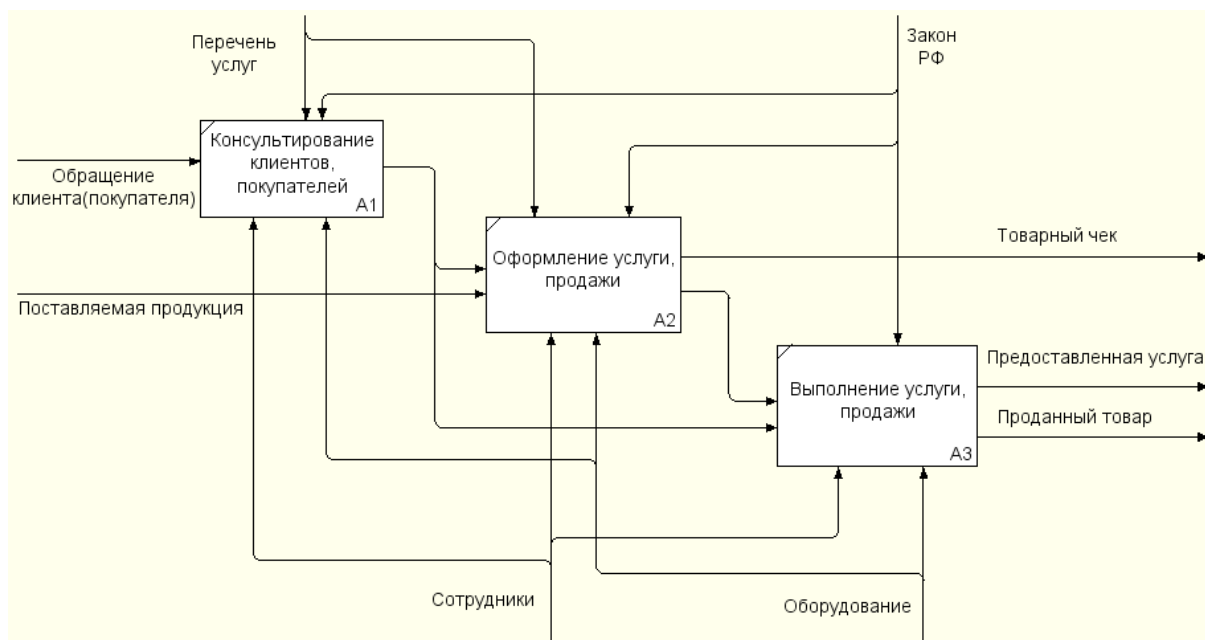 Перечень
услуг
Закон
РФ
Консультирование
клиентов,
покупателей
A1
Обращение
клиента(покупателя)
Оформление услуги,
продажи
A2
Товарный чек
Поставляемая продукция
Выполнение услуги,
продажи
A3
Предоставленная услуга
Проданный товар
Сотрудники
Оборудование